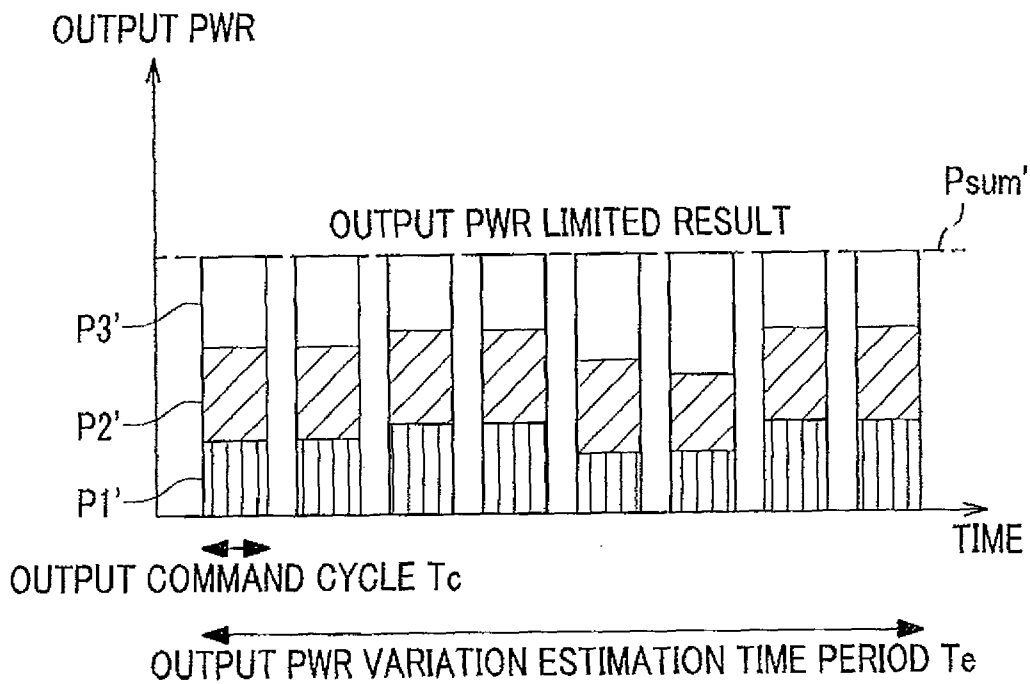 OUTPUT PWR
Psum'
OUTPUT PWR LIMITED RESULT
P3'
P2'
P1'
TIME
OUTPUT COMMAND CYCLE Tc
OUTPUT PWR VARIATION ESTIMATION TIME PERIOD Te